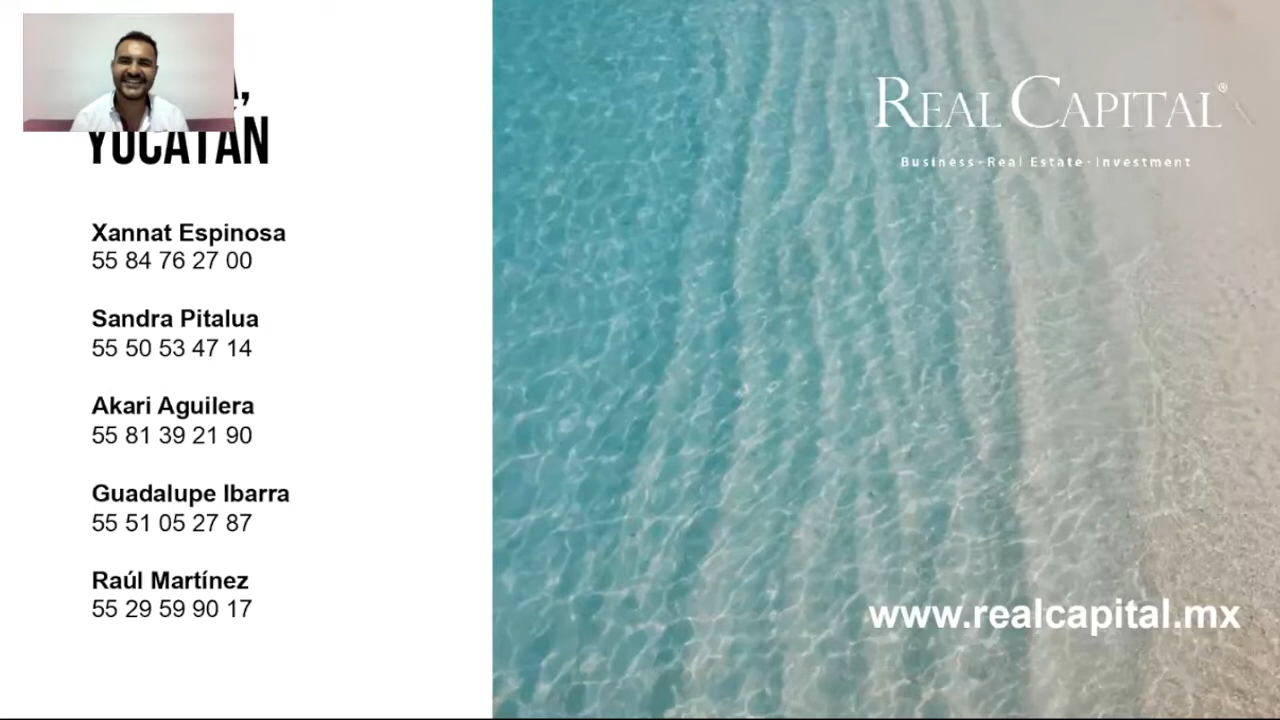 YUCATÁN
Xannat Espinosa
55 84 76 27 00
Sandra Pitalua
55 50 53 47 14
Akari Aguilera
55 81 39 21 90
Guadalupe Ibarra
55 51 05 27 87
Raúl Martínez
55 29 59 90 17
REAL CAPITAL®
Business·Real Estate·Investment
www.realcapital.mx